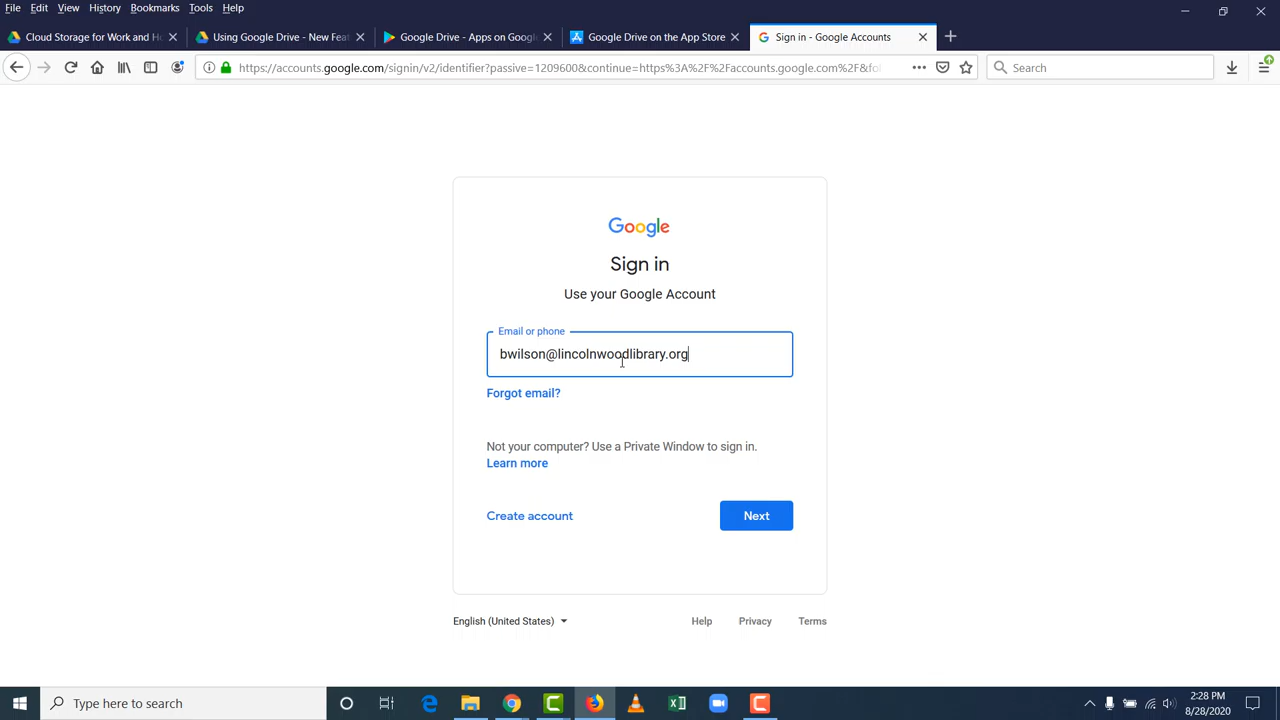 File Edit View History Bookmarks Tools Help
Cloud Storage for Work and Ho
Using Google Drive - New Feat
Google Drive - Apps on Google
Google Drive on the App Store
Sign in - Google Accounts
https://accounts.google.com/signin/v2/identifier?passive=1209600&continue=https%3A%2F%2Faccounts.google.com%2F&fol
Search
Google
Sign in
Use your Google Account
Email or phone
bwilson@lincolnwoodlibrary.org
Forgot email?
Not your computer? Use a Private Window to sign in.
Learn more
Create account
Next
English (United States)
Help
Privacy
Terms
Type here to search
2:28 PM
8/28/2020